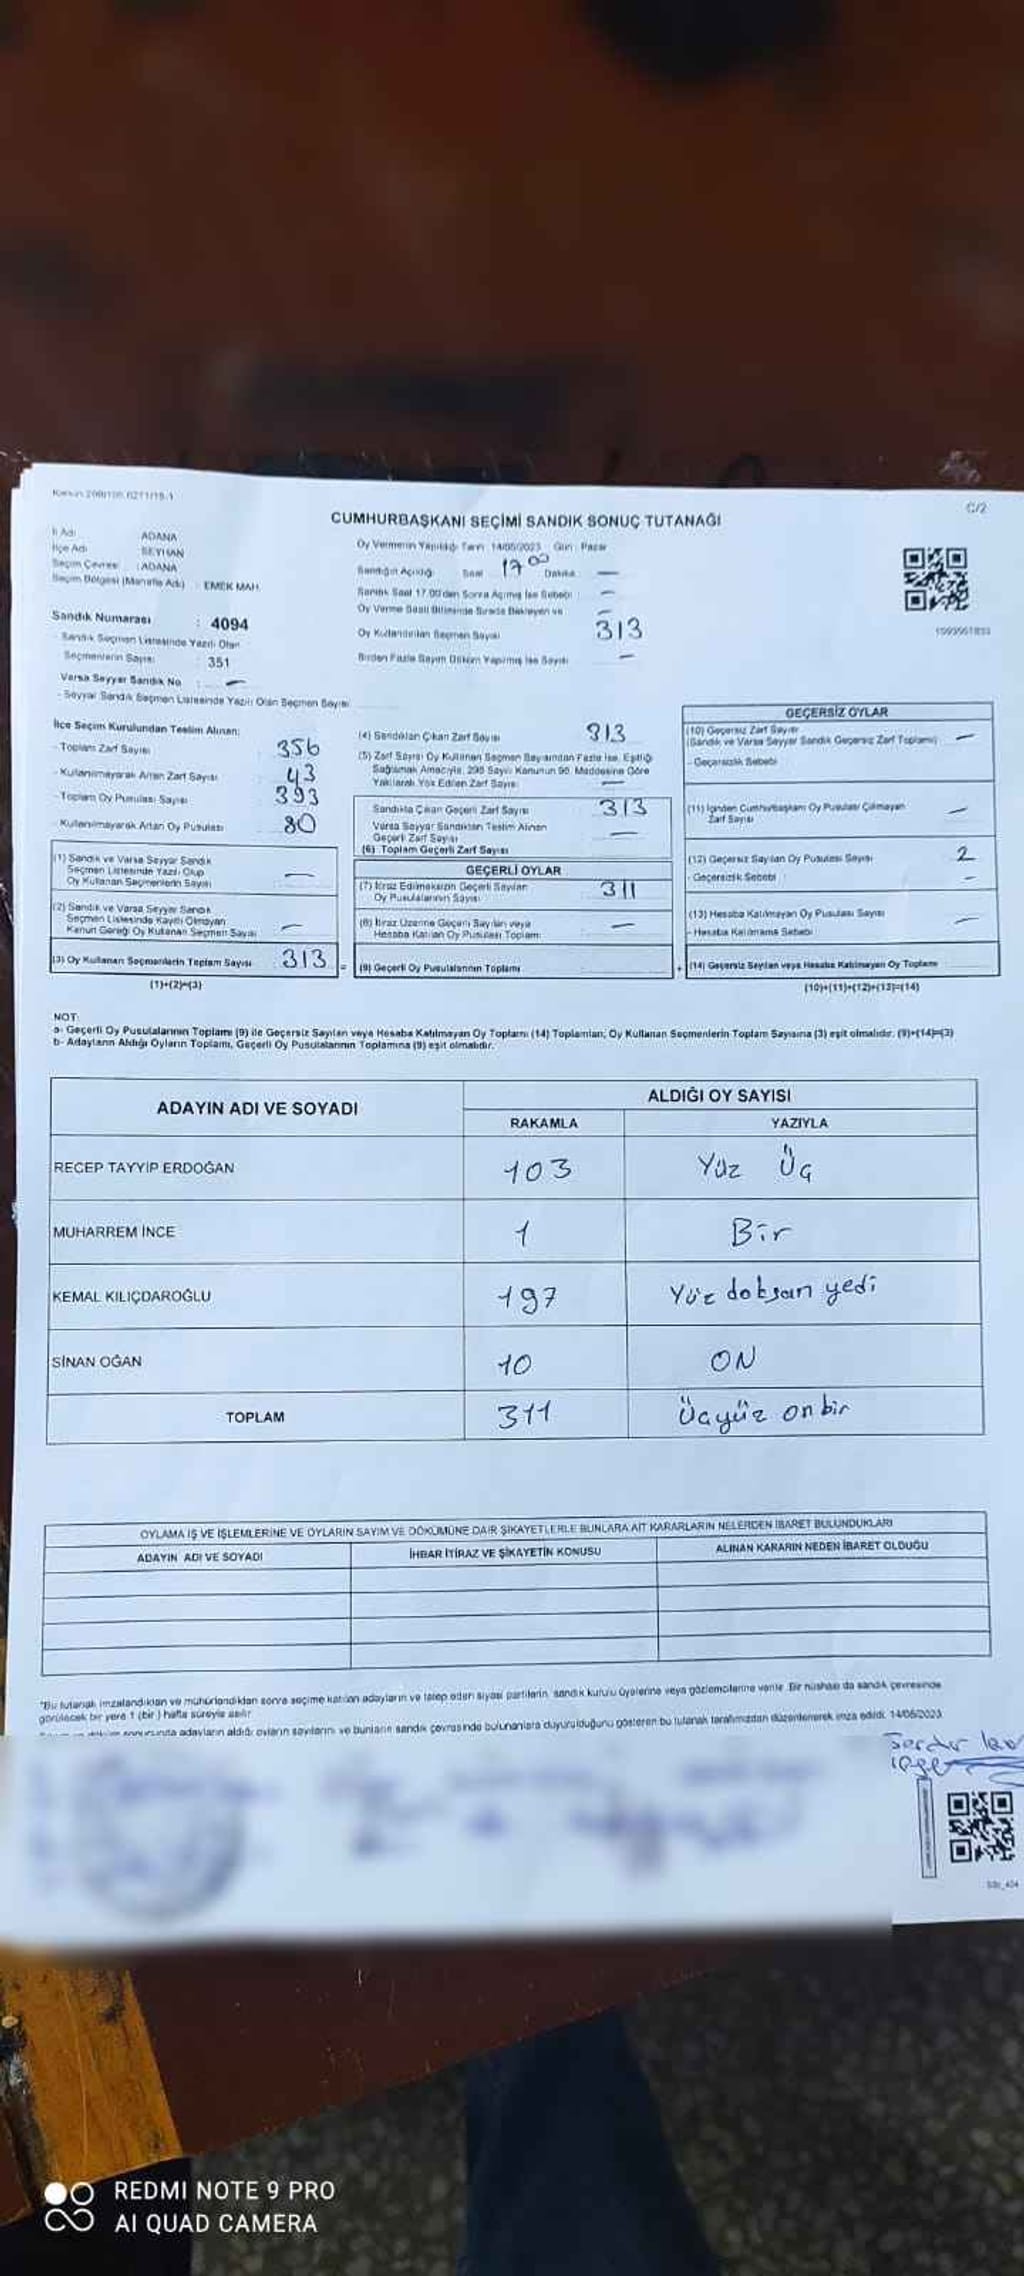 C/2
CUMHURBAŞKANI SEÇİMİ SANDIK SONUÇ TUTANAĞI
İl Adı : ADANA
İlçe Adı : SEYHAN
Seçim Çevresi : ADANA
Seçim Bölgesi (Mahalle Adı) : EMEK MAH.
Sandık Numarası : 4094
- Sandık Seçmen Listesinde Yazılı Olan
Seçmenlerin Sayısı : 351
Varsa Seyyar Sandık No : —
- Seyyar Sandık Seçmen Listesinde Yazılı Olan Seçmen Sayısı
Oy Vermenin Yapıldığı Tarih : 14/05/2023 Gün : Pazar
Sandığın Açıldığı Saat 17 00 Dakika —
Sandık Saat 17.00'den Sonra Açılmış İse Sebebi : —
Oy Verme Saati Bitiminde Sırada Bekleyen ve —
Oy Kullandırılan Seçmen Sayısı 313
Birden Fazla Sayım Döküm Yapılmış İse Sayısı —
İlçe Seçim Kurulundan Teslim Alınan:
- Toplam Zarf Sayısı : 356
- Kullanılmayarak Artan Zarf Sayısı : 43
- Toplam Oy Pusulası Sayısı : 393
- Kullanılmayarak Artan Oy Pusulası : 80
(1) Sandık ve Varsa Seyyar Sandık
Seçmen Listesinde Yazılı Olup
Oy Kullanan Seçmenlerin Sayısı —
(2) Sandık ve Varsa Seyyar Sandık
Seçmen Listesinde Kayıtlı Olmayan
Kanun Gereği Oy Kullanan Seçmen Sayısı —
(3) Oy Kullanan Seçmenlerin Toplam Sayısı 313
(1)+(2)=(3)
(4) Sandıktan Çıkan Zarf Sayısı 313
(5) Zarf Sayısı Oy Kullanan Seçmen Sayısından Fazla İse, Eşitliği
Sağlamak Amacıyla, 298 Sayılı Kanunun 98. Maddesine Göre
Yakılarak Yok Edilen Zarf Sayısı —
Sandıkta Çıkan Geçerli Zarf Sayısı 313
Varsa Seyyar Sandıktan Teslim Alınan
Geçerli Zarf Sayısı —
(6) Toplam Geçerli Zarf Sayısı
GEÇERLİ OYLAR
(7) İtiraz Edilmeksizin Geçerli Sayılan
Oy Pusulalarının Sayısı 311
(8) İtiraz Üzerine Geçerli Sayılan veya
Hesaba Katılan Oy Pusulası Toplamı —
= (9) Geçerli Oy Pusulalarının Toplamı
GEÇERSİZ OYLAR
(10) Geçersiz Zarf Sayısı
(Sandık ve Varsa Seyyar Sandık Geçersiz Zarf Toplamı) —
- Geçersizlik Sebebi :
(11) İçinden Cumhurbaşkanı Oy Pusulası Çıkmayan
Zarf Sayısı —
(12) Geçersiz Sayılan Oy Pusulası Sayısı 2
- Geçersizlik Sebebi : —
(13) Hesaba Katılmayan Oy Pusulası Sayısı —
- Hesaba Katılmama Sebebi
+ (14) Geçersiz Sayılan veya Hesaba Katılmayan Oy Toplamı
(10)+(11)+(12)+(13)=(14)
NOT:
a- Geçerli Oy Pusulalarının Toplamı (9) ile Geçersiz Sayılan veya Hesaba Katılmayan Oy Toplamı (14) Toplamları, Oy Kullanan Seçmenlerin Toplam Sayısına (3) eşit olmalıdır. (9)+(14)=(3)
b- Adayların Aldığı Oyların Toplamı, Geçerli Oy Pusulalarının Toplamına (9) eşit olmalıdır.
ADAYIN ADI VE SOYADI ALDIĞI OY SAYISI
RAKAMLA YAZIYLA
RECEP TAYYİP ERDOĞAN 103 Yüz Üç
MUHARREM İNCE 1 Bir
KEMAL KILIÇDAROĞLU 197 Yüz doksan yedi
SİNAN OĞAN 10 ON
TOPLAM 311 Üçyüz onbir
OYLAMA İŞ VE İŞLEMLERİNE VE OYLARIN SAYIM VE DÖKÜMÜNE DAİR ŞİKAYETLERLE BUNLARA AİT KARARLARIN NELERDEN İBARET BULUNDUKLARI
ADAYIN ADI VE SOYADI İHBAR İTİRAZ VE ŞİKAYETİN KONUSU ALINAN KARARIN NEDEN İBARET OLDUĞU
*Bu tutanak imzalandıktan ve mühürlendikten sonra seçime katılan adayların ve talep eden siyasi partilerin, sandık kurulu üyelerine veya gözlemcilerine verilir. Bir nüshası da sandık çevresinde
görülecek bir yere 1 (bir) hafta süreyle asılır.
sonucunda adayların aldığı oyların sayılarını ve bunların sandık çevresinde bulunanlara duyurulduğunu gösteren bu tutanak tarafımızdan düzenlenerek imza edildi. 14/05/2023
REDMI NOTE 9 PRO
AI QUAD CAMERA